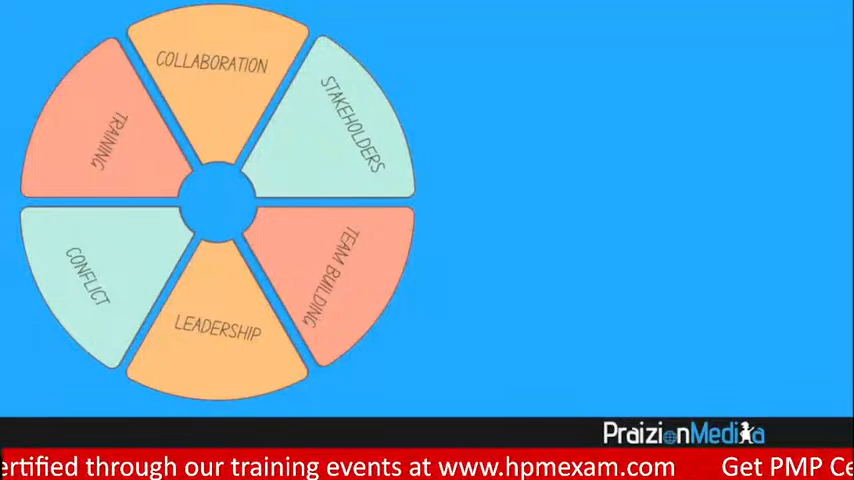 COLLABORATION
STAKEHOLDERS
TRAINING
CONFLICT
TEAM BUILDING
LEADERSHIP
PraizionMedia
ertified through our training events at www.hpmexam.com Get PMP Ce